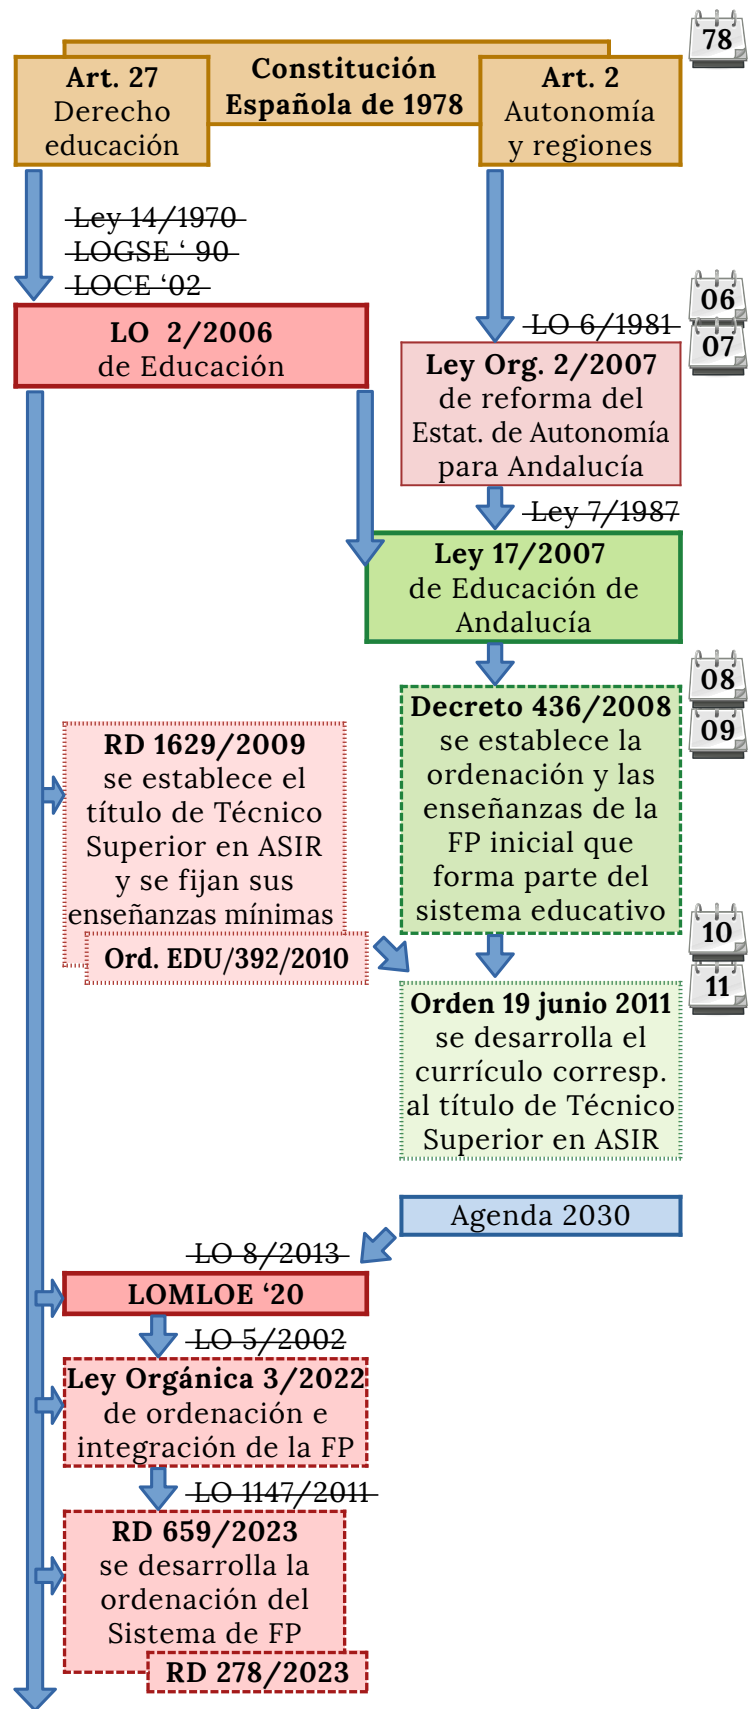 78
Art. 27
Derecho
educación
Constitución
Española de 1978
Art. 2
Autonomía
y regiones
Ley 14/1970
LOGSE ‘ 90
LOCE ‘02
LO 2/2006
de Educación
06
07
LO 6/1981
Ley Org. 2/2007
de reforma del
Estat. de Autonomía
para Andalucía
Ley 7/1987
Ley 17/2007
de Educación de
Andalucía
08
09
Decreto 436/2008
se establece la
ordenación y las
enseñanzas de la
FP inicial que
forma parte del
sistema educativo
RD 1629/2009
se establece el
título de Técnico
Superior en ASIR
y se fijan sus
enseñanzas mínimas
Ord. EDU/392/2010
10
11
Orden 19 junio 2011
se desarrolla el
currículo corresp.
al título de Técnico
Superior en ASIR
Agenda 2030
LO 8/2013
LOMLOE ‘20
LO 5/2002
Ley Orgánica 3/2022
de ordenación e
integración de la FP
LO 1147/2011
RD 659/2023
se desarrolla la
ordenación del
Sistema de FP
RD 278/2023